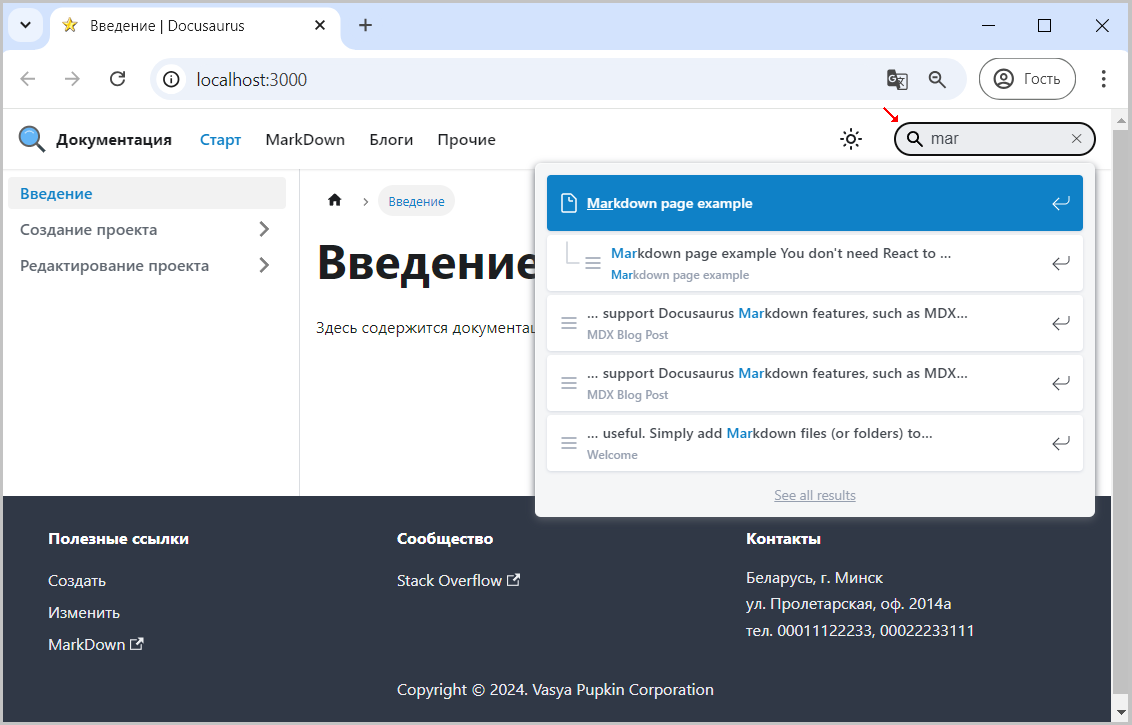 Введение | Docusaurus
localhost:3000
Гость
Документация
Старт
MarkDown
Блоги
Прочие
mar
Введение
Создание проекта
Редактирование проекта
Введение
Введение
Здесь содержится документац
Markdown page example
Markdown page example You don't need React to ...
Markdown page example
... support Docusaurus Markdown features, such as MDX...
MDX Blog Post
... support Docusaurus Markdown features, such as MDX...
MDX Blog Post
... useful. Simply add Markdown files (or folders) to...
Welcome
See all results
Полезные ссылки
Создать
Изменить
MarkDown
Сообщество
Stack Overflow
Контакты
Беларусь, г. Минск
ул. Пролетарская, оф. 2014а
тел. 00011122233, 00022233111
Copyright © 2024. Vasya Pupkin Corporation